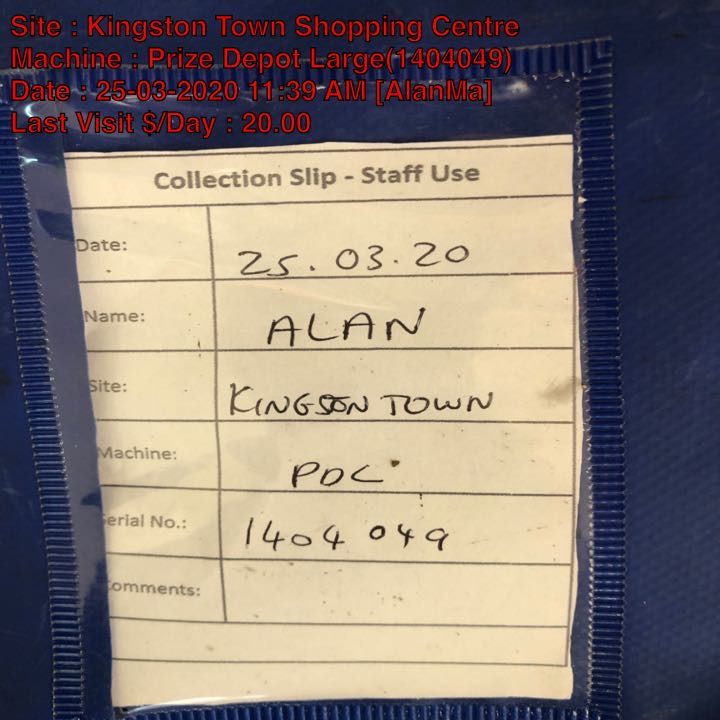 Site : Kingston Town Shopping Centre
Machine : Prize Depot Large(1404049)
Date : 25-03-2020 11:39 AM [AlanMa]
Last Visit $/Day : 20.00
Collection Slip - Staff Use
Date: 25.03.20
Name: ALAN
Site: KINGSON TOWN
Machine: PDL
Serial No.: 1404049
omments: